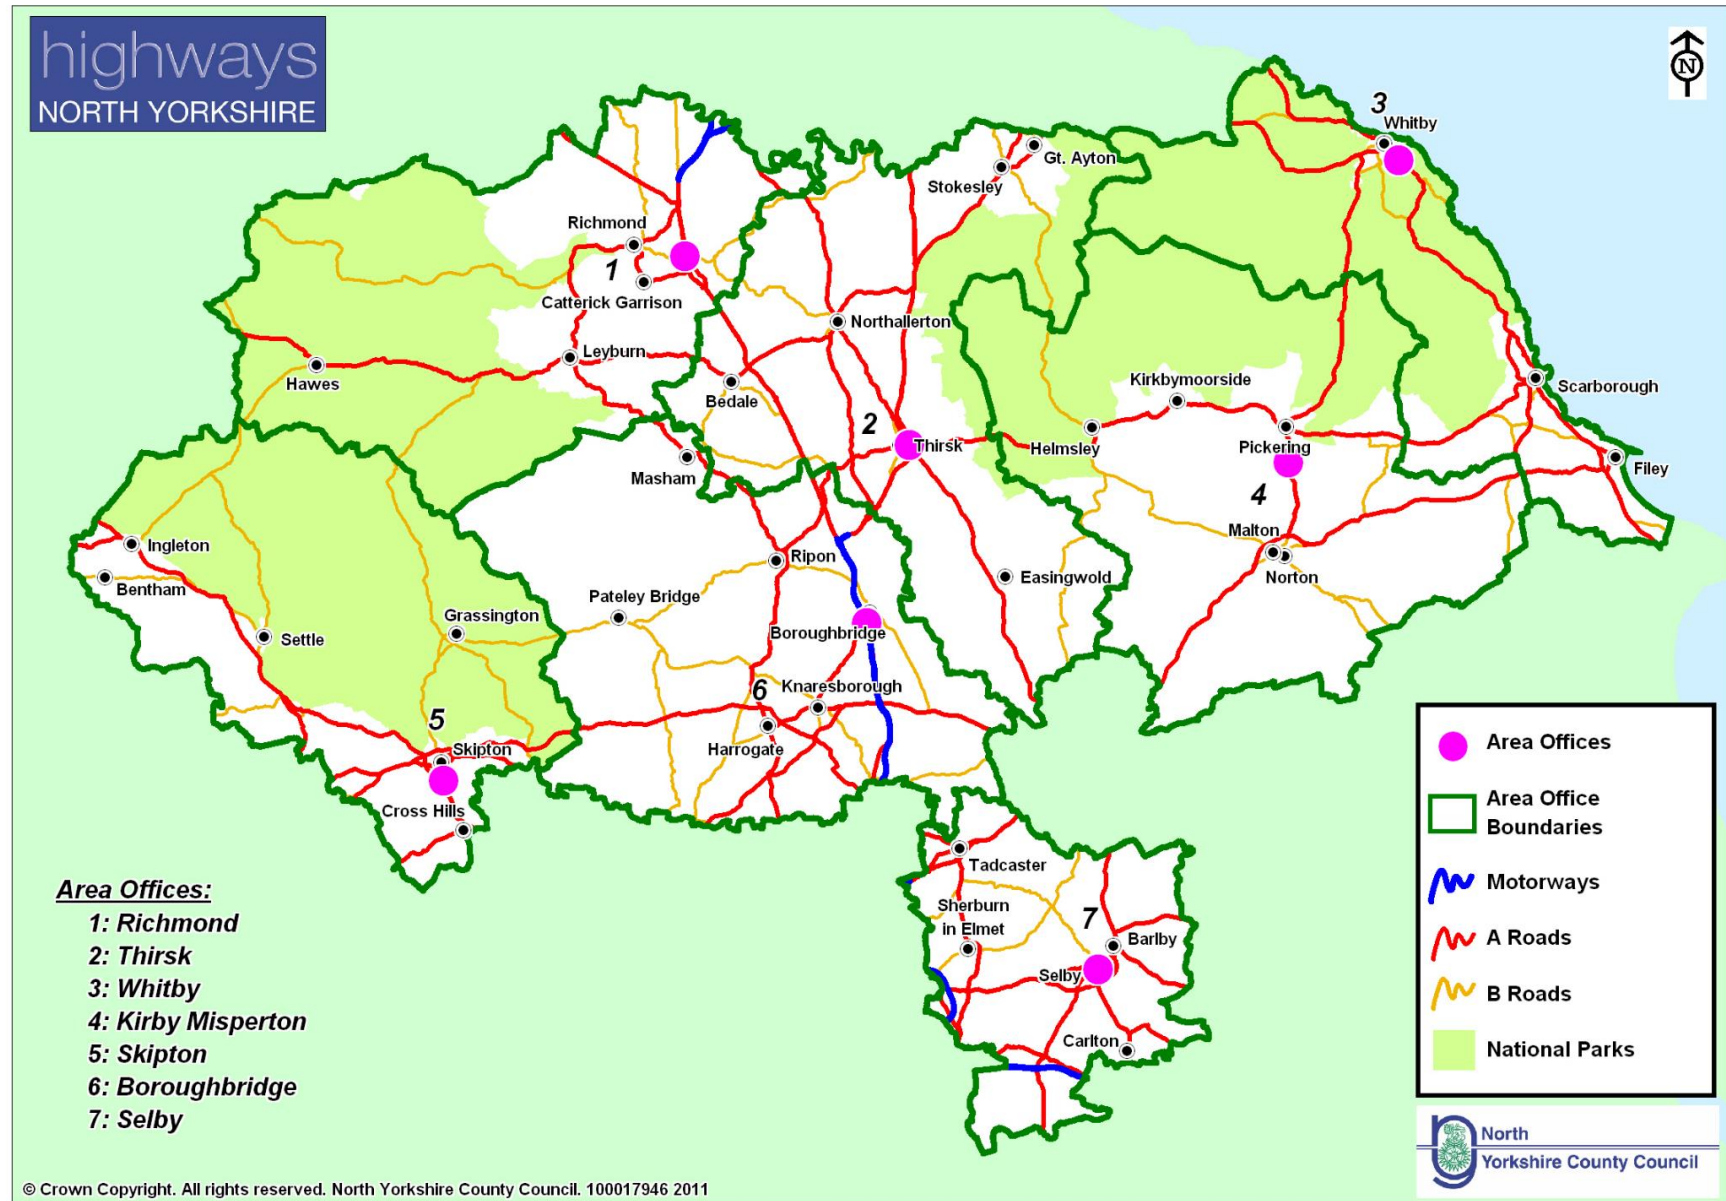 highways
NORTH YORKSHIRE
N
3
Whitby
Gt. Ayton
Stokesley
Richmond
1
Catterick Garrison
Northallerton
Leyburn
Hawes
Bedale
Kirkbymoorside
Scarborough
2
Thirsk
Helmsley
Pickering
Masham
Filey
4
Malton
Norton
Ingleton
Bentham
Ripon
Easingwold
Pateley Bridge
Grassington
Settle
Boroughbridge
Knaresborough
6
Harrogate
5
Skipton
Cross Hills
Tadcaster
Sherburn
in Elmet
7
Barlby
Selby
Carlton
Area Offices
Area Office
Boundaries
Motorways
A Roads
B Roads
National Parks
Area Offices:
1: Richmond
2: Thirsk
3: Whitby
4: Kirby Misperton
5: Skipton
6: Boroughbridge
7: Selby
North
Yorkshire County Council
© Crown Copyright. All rights reserved. North Yorkshire County Council. 100017946 2011